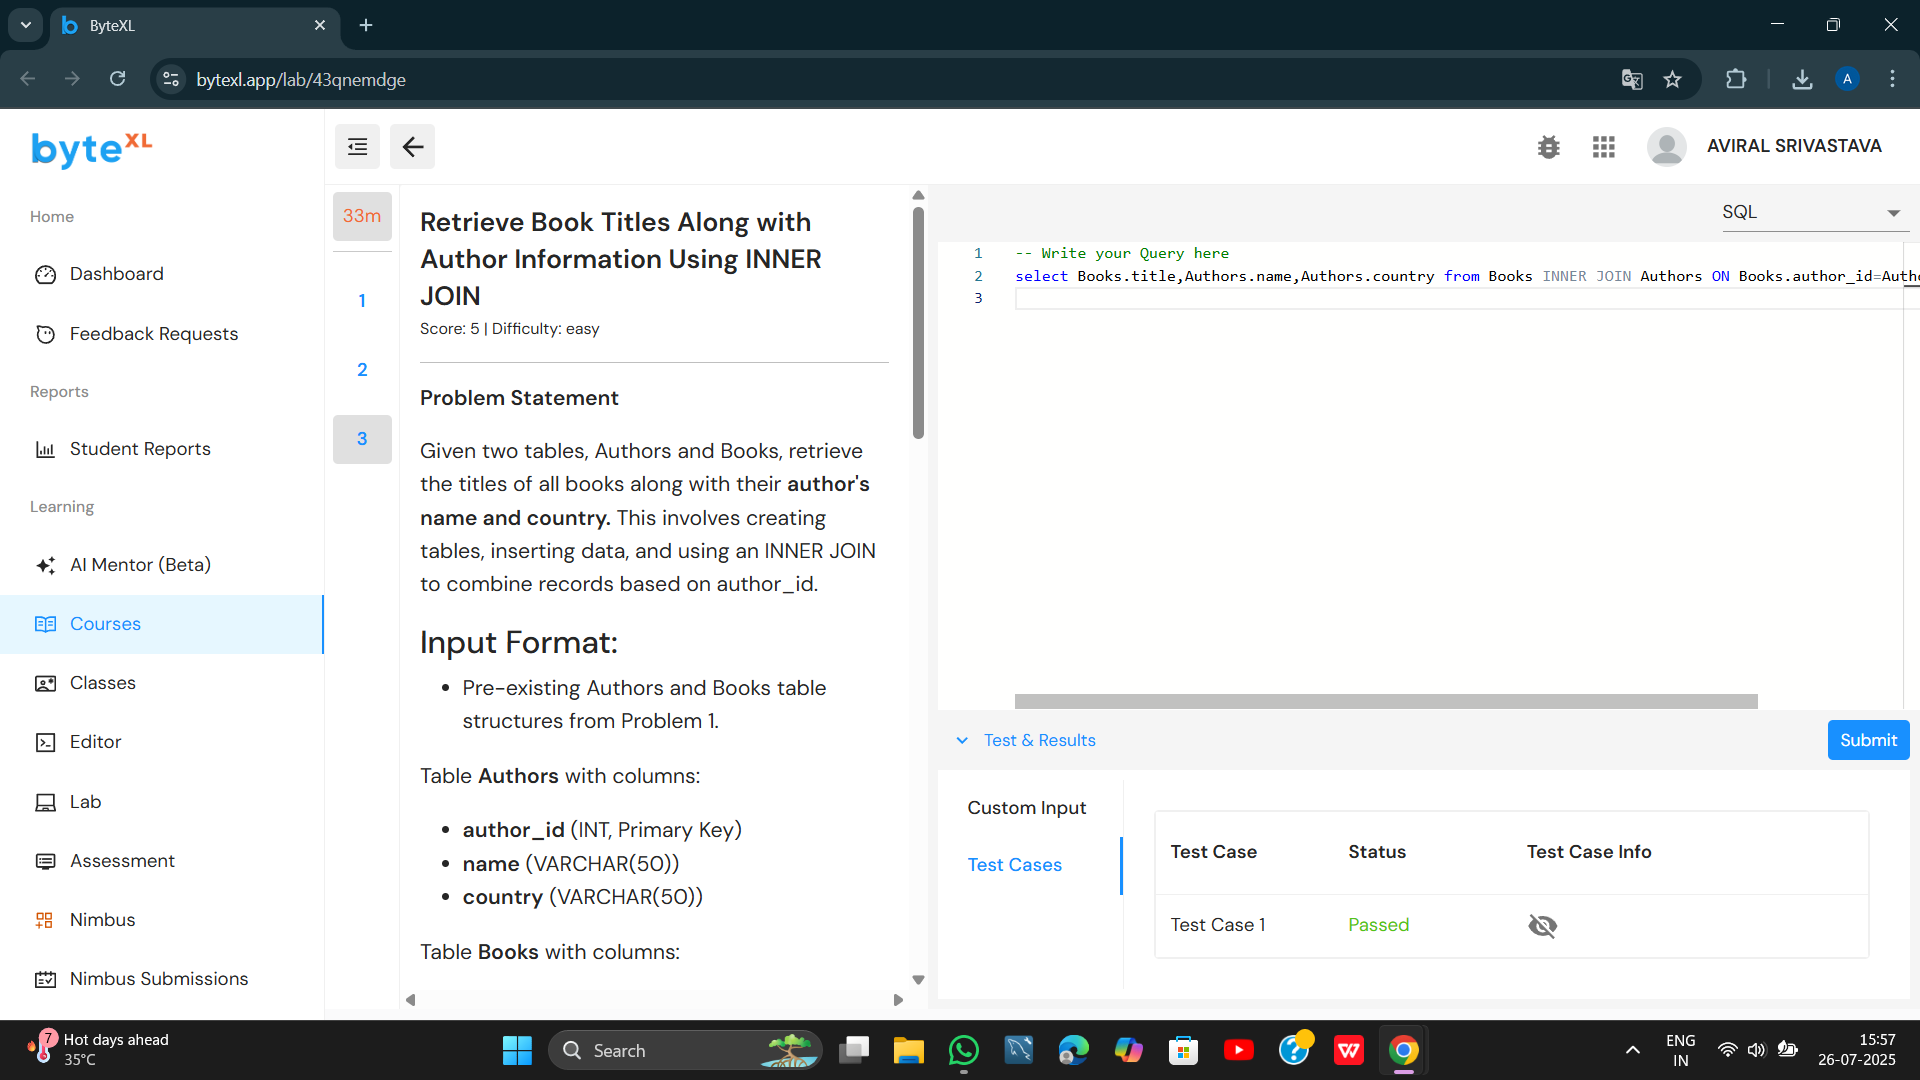 ByteXL
bytexl.app/lab/43qnemdge
A
byteXL
AVIRAL SRIVASTAVA
Home
Dashboard
Feedback Requests
Reports
Student Reports
Learning
AI Mentor (Beta)
Courses
Classes
Editor
Lab
Assessment
Nimbus
Nimbus Submissions
33m
1
2
3
Retrieve Book Titles Along with
Author Information Using INNER
JOIN
Score: 5 | Difficulty: easy
Problem Statement
Given two tables, Authors and Books, retrieve
the titles of all books along with their author's
name and country. This involves creating
tables, inserting data, and using an INNER JOIN
to combine records based on author_id.
Input Format:
• Pre-existing Authors and Books table
structures from Problem 1.
Table Authors with columns:
• author_id (INT, Primary Key)
• name (VARCHAR(50))
• country (VARCHAR(50))
Table Books with columns:
SQL
1 -- Write your Query here
2 select Books.title,Authors.name,Authors.country from Books INNER JOIN Authors ON Books.author_id=Auth
3
Test & Results
Submit
Custom Input
Test Cases
Test Case Status Test Case Info
Test Case 1 Passed
7
Hot days ahead
35°C
Search
W
ENG
IN
15:57
26-07-2025